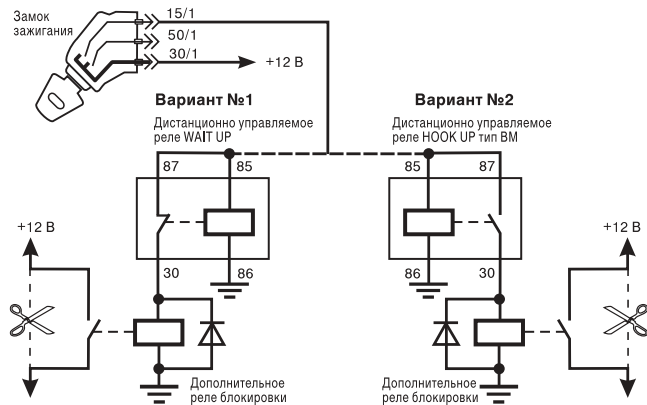 Замок
зажигания
15/1
50/1
30/1
+12 В
Вариант №1
Дистанционно управляемое
реле WAIT UP
Вариант №2
Дистанционно управляемое
реле HOOK UP тип ВМ
87
85
85
87
+12 В
+12 В
30
86
86
30
Дополнительное
реле блокировки
Дополнительное
реле блокировки